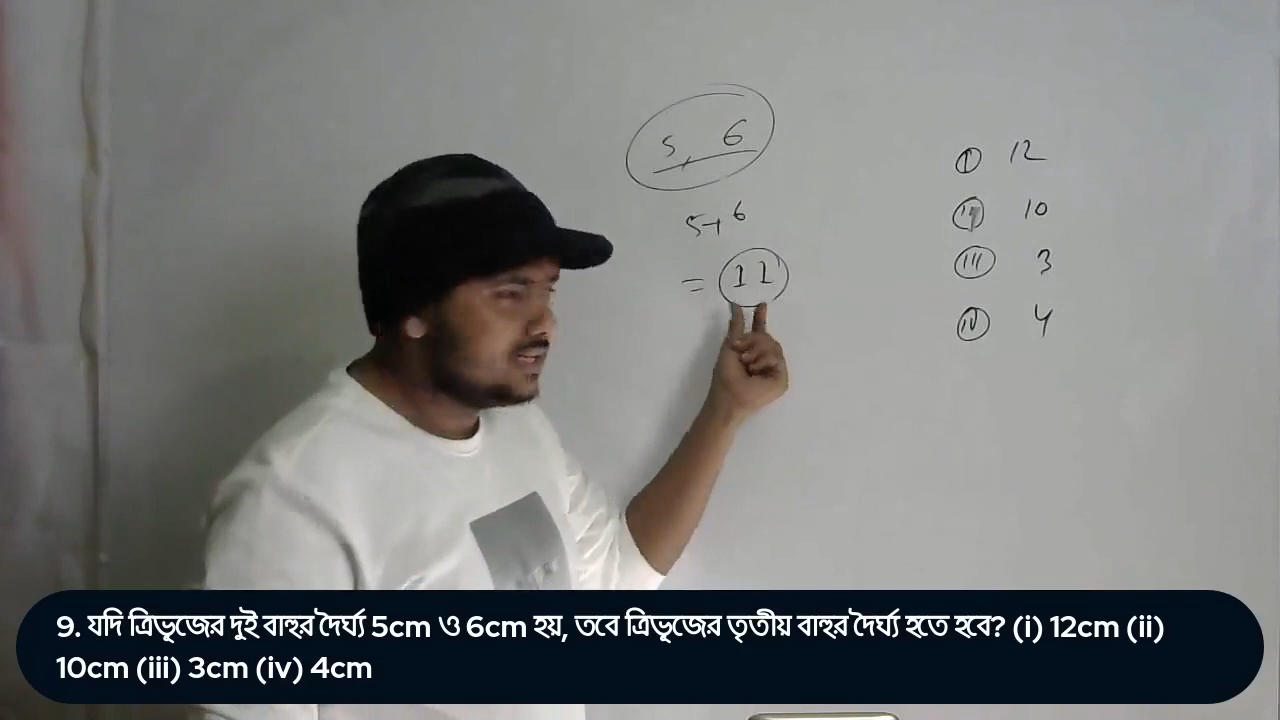 5, 6
5+6
= 11
(i) 12
(ii) 10
(iii) 3
(iv) 4
9. যদি ত্রিভূজের দুই বাহুর দৈর্ঘ্য 5cm ও 6cm হয়, তবে ত্রিভূজের তৃতীয় বাহুর দৈর্ঘ্য হতে হবে? (i) 12cm (ii)
10cm (iii) 3cm (iv) 4cm